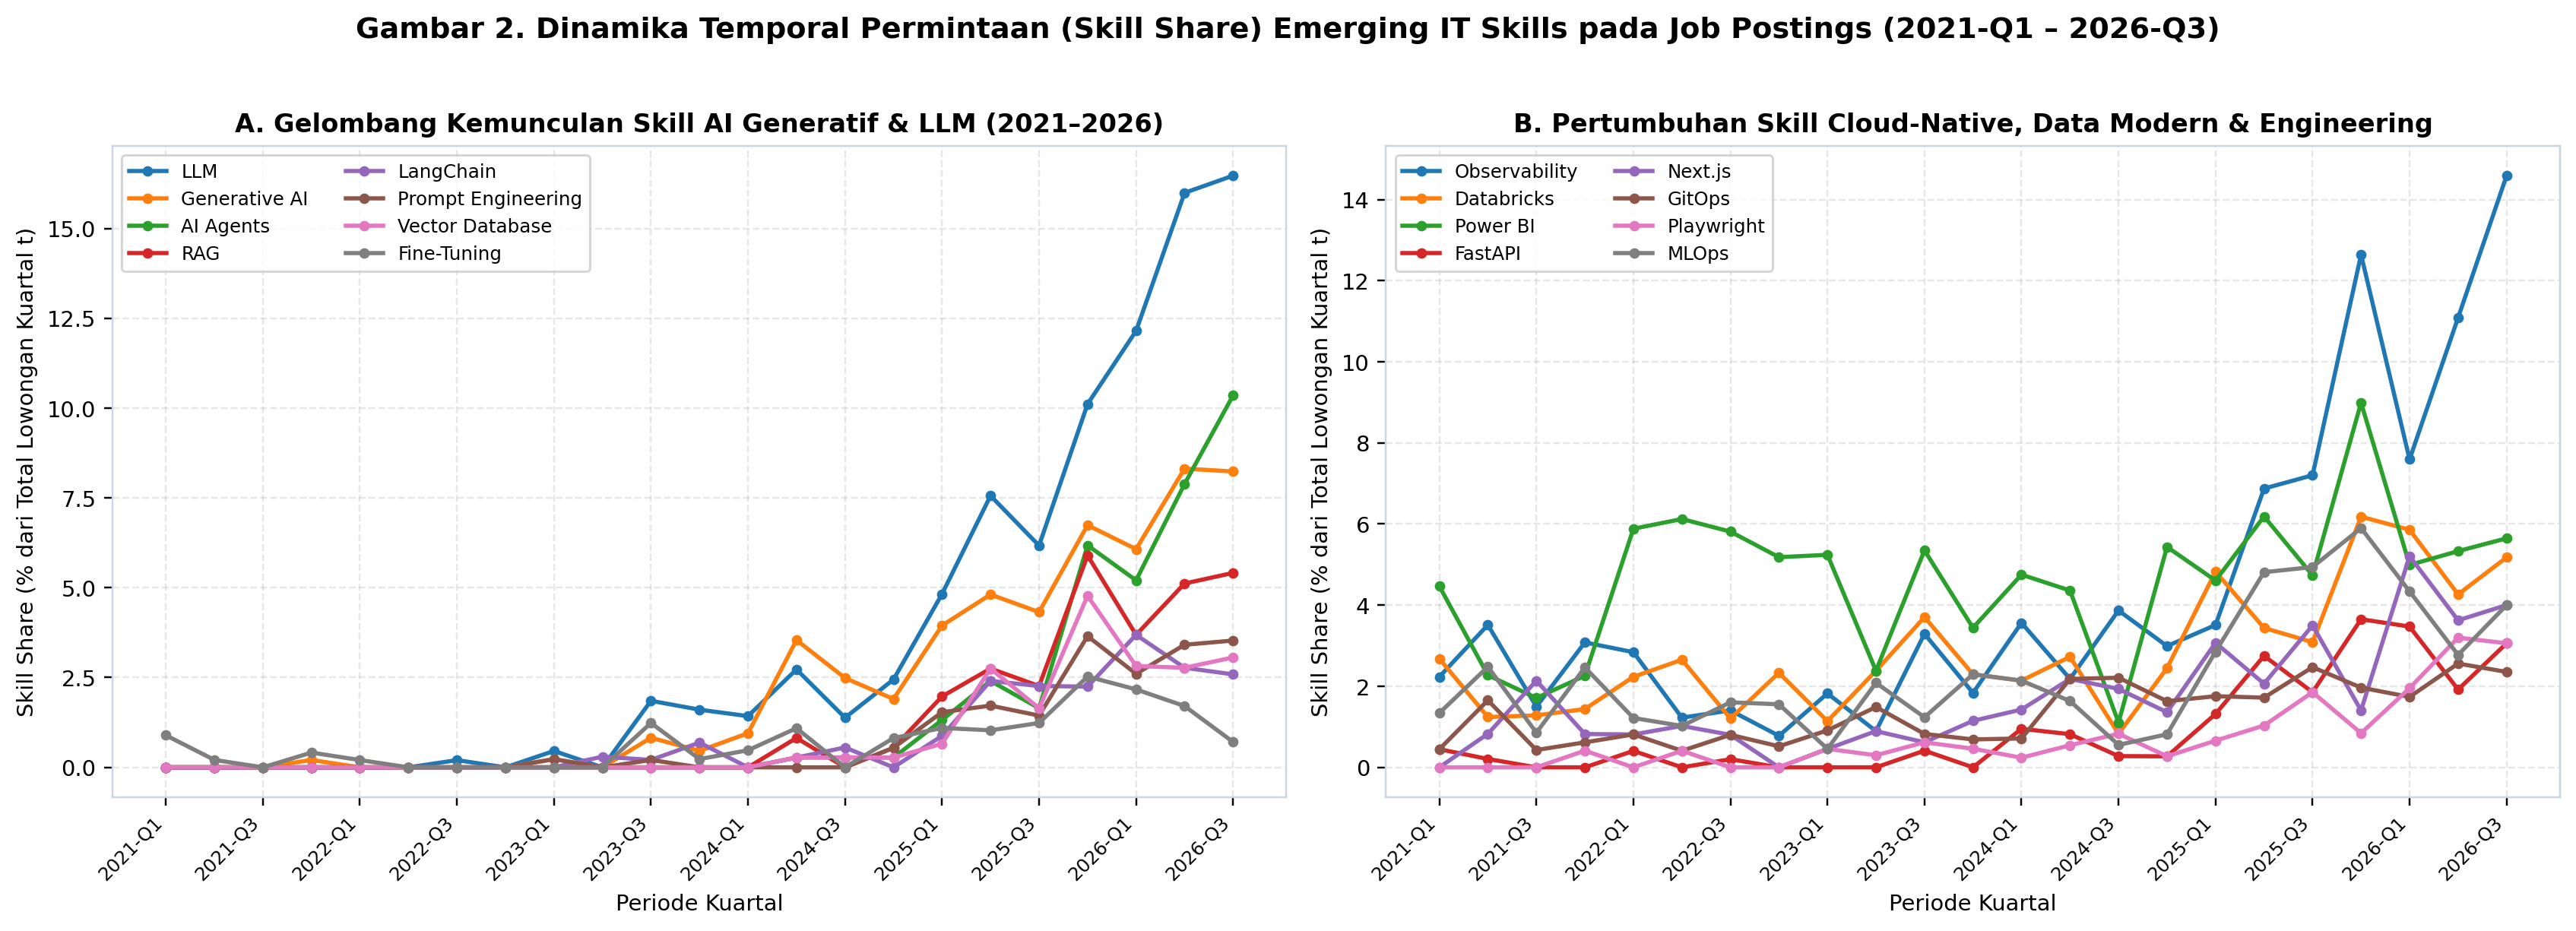 Gambar 2. Dinamika Temporal Permintaan (Skill Share) Emerging IT Skills pada Job Postings (2021-Q1 – 2026-Q3)
A. Gelombang Kemunculan Skill AI Generatif & LLM (2021–2026)
Skill Share (% dari Total Lowongan Kuartal t)
15.0
12.5
10.0
7.5
5.0
2.5
0.0
LLM
Generative AI
AI Agents
RAG
LangChain
Prompt Engineering
Vector Database
Fine-Tuning
2021-Q1
2021-Q3
2022-Q1
2022-Q3
2023-Q1
2023-Q3
2024-Q1
2024-Q3
2025-Q1
2025-Q3
2026-Q1
2026-Q3
Periode Kuartal
B. Pertumbuhan Skill Cloud-Native, Data Modern & Engineering
Skill Share (% dari Total Lowongan Kuartal t)
14
12
10
8
6
4
2
0
Observability
Databricks
Power BI
FastAPI
Next.js
GitOps
Playwright
MLOps
2021-Q1
2021-Q3
2022-Q1
2022-Q3
2023-Q1
2023-Q3
2024-Q1
2024-Q3
2025-Q1
2025-Q3
2026-Q1
2026-Q3
Periode Kuartal